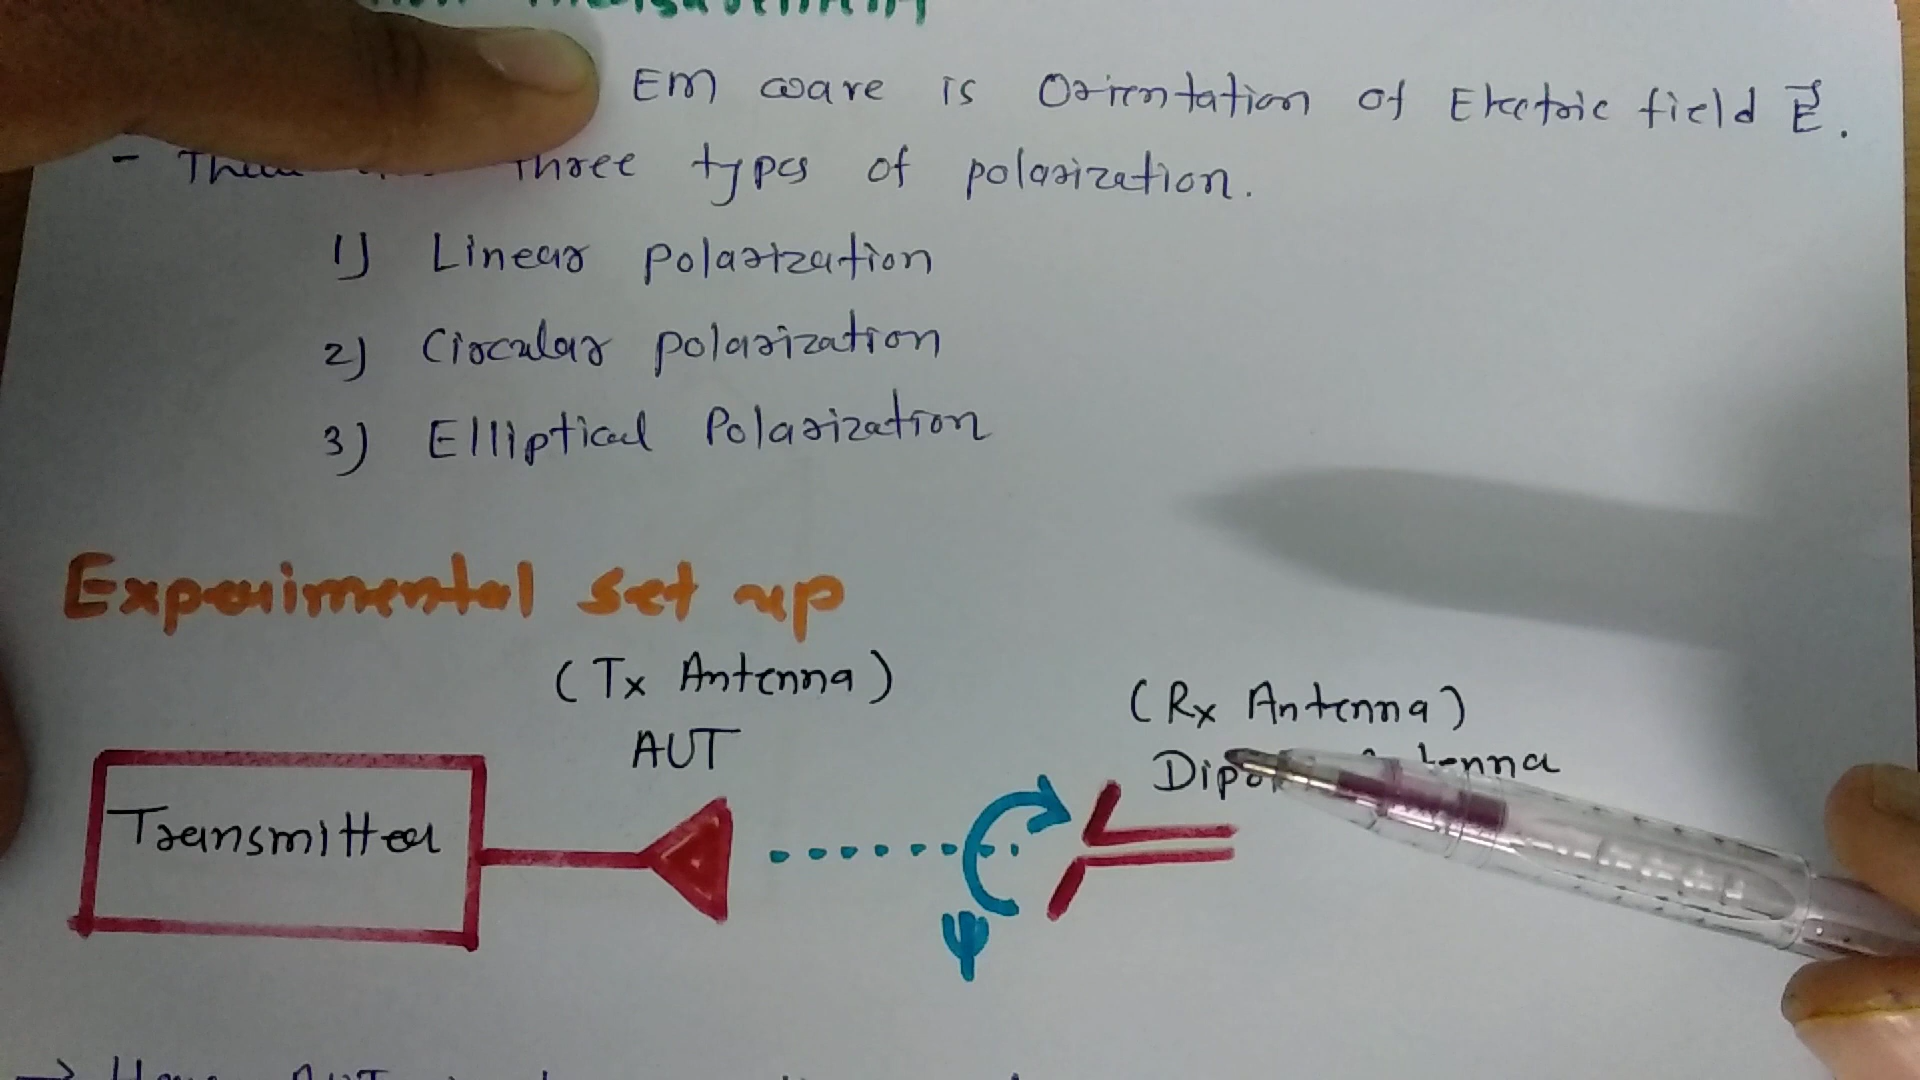 EM wave is Orientation of Electric field E⃗.
- three types of polarization.
1) Linear Polarization
2) Circular polarization
3) Elliptical Polarization
Experimental set up
(Tx Antenna)
AUT
(Rx Antenna)
Transmitter
ψ